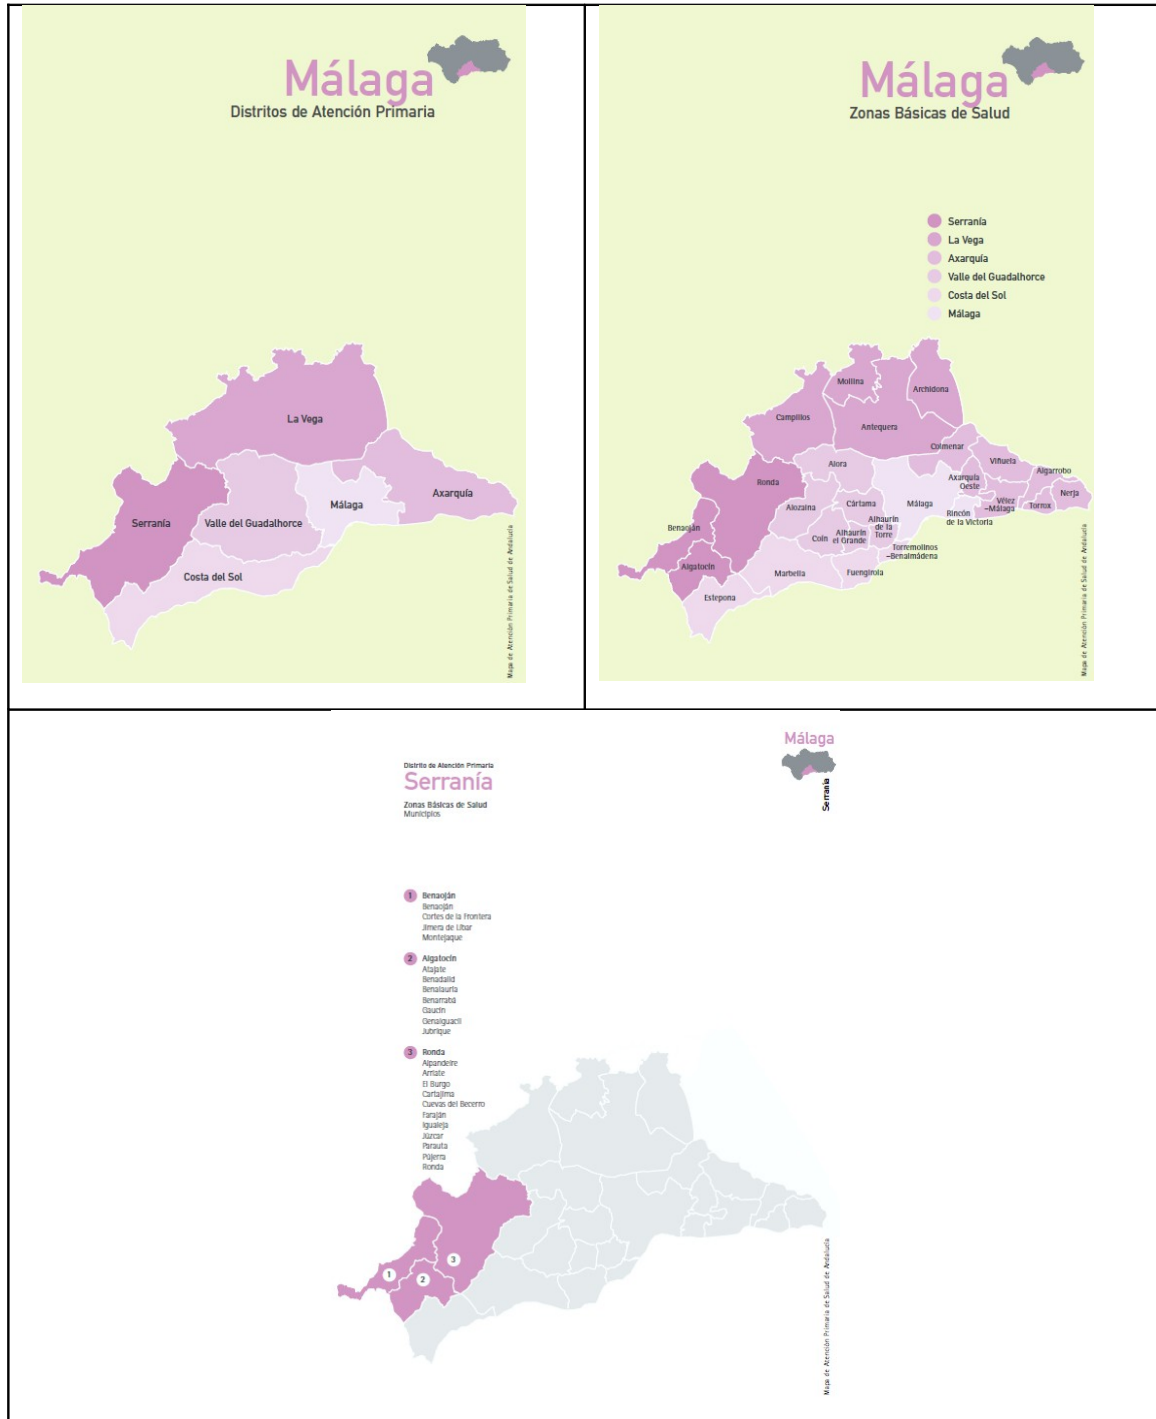 Málaga
Distritos de Atención Primaria
La Vega
Axarquía
Málaga
Serranía
Valle del Guadalhorce
Costa del Sol
Mapa de Atención Primaria de Salud de Andalucía
Málaga
Zonas Básicas de Salud
Serranía
La Vega
Axarquía
Valle del Guadalhorce
Costa del Sol
Málaga
Mollina
Archidona
Campillos
Antequera
Colmenar
Alora
Viñuela
Algarrobo
Ronda
Axarquía
Oeste
Nerja
Alozaina
Cártama
Málaga
Vélez
-Málaga
Torrox
Rincón
de la Victoria
Benaoján
Coín
Alhaurín
el Grande
Alhaurín
de la
Torre
Torremolinos
-Benalmádena
Algatocín
Marbella
Fuengirola
Estepona
Mapa de Atención Primaria de Salud de Andalucía
Distrito de Atención Primaria
Serranía
Zonas Básicas de Salud
Municipios
Málaga
Serranía
1 Benaoján
Benaoján
Cortes de la Frontera
Jimera de Líbar
Montejaque
2 Algatocín
Atajate
Benadalid
Benalauría
Benarrabá
Gaucín
Genalguacil
Jubrique
3 Ronda
Alpandeire
Arriate
El Burgo
Cartajima
Cuevas del Becerro
Faraján
Igualeja
Júzcar
Parauta
Pújerra
Ronda
1
2
3
Mapa de Atención Primaria de Salud de Andalucía